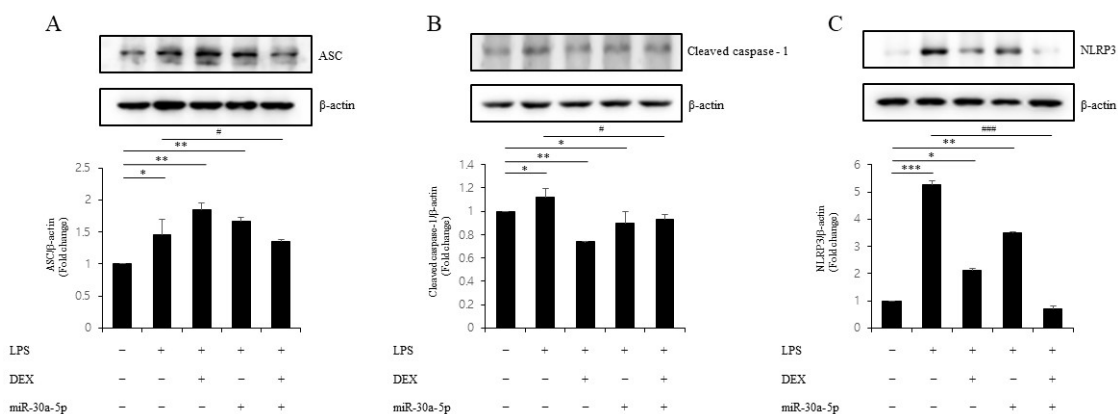 A
ASC
β-actin
#
**
**
*
2.5
2
1.5
1
0.5
0
ASC/β-actin
(Fold change)
LPS − + + + +
DEX − − + − +
miR-30a-5p − − − + +
B
Cleaved caspase - 1
β-actin
#
*
**
*
1.4
1.2
1
0.8
0.6
0.4
0.2
0
Cleaved caspase-1/β-actin
(Fold change)
LPS − + + + +
DEX − − + − +
miR-30a-5p − − − + +
C
NLRP3
β-actin
###
**
*
***
6
5
4
3
2
1
0
NLRP3/β-actin
(Fold change)
LPS − + + + +
DEX − − + − +
miR-30a-5p − − − + +